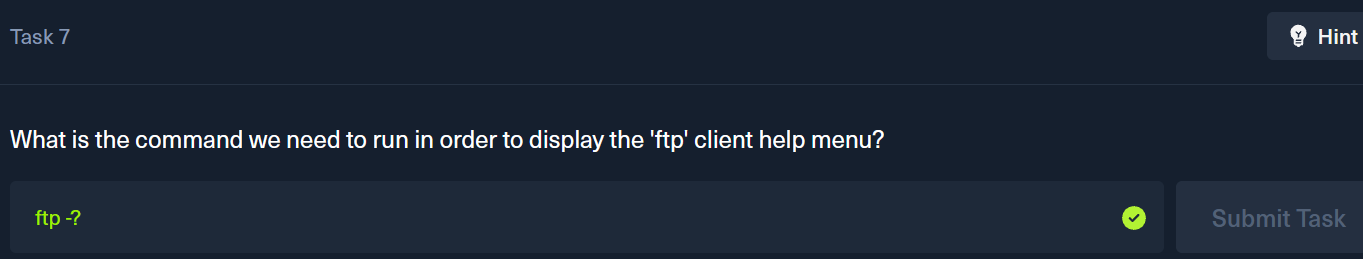 Task 7
Hint
What is the command we need to run in order to display the 'ftp' client help menu?
ftp -?
Submit Task